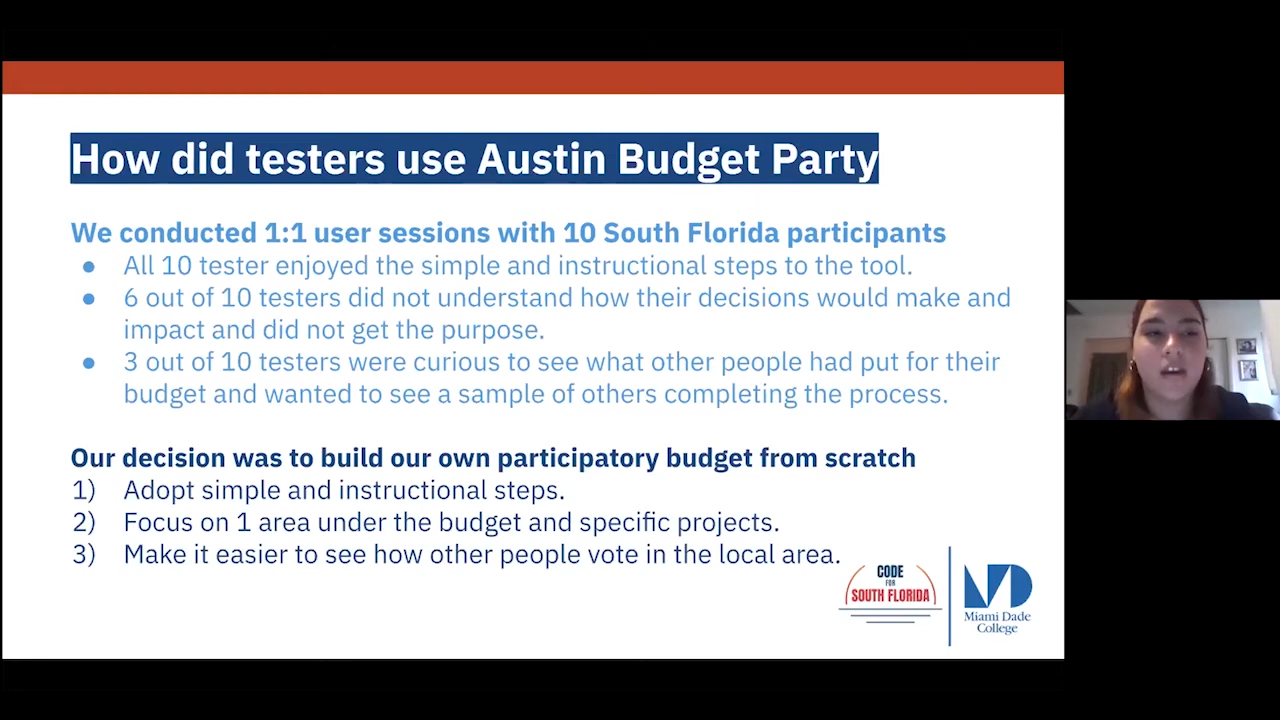 How did testers use Austin Budget Party
We conducted 1:1 user sessions with 10 South Florida participants
● All 10 tester enjoyed the simple and instructional steps to the tool.
● 6 out of 10 testers did not understand how their decisions would make and
impact and did not get the purpose.
● 3 out of 10 testers were curious to see what other people had put for their
budget and wanted to see a sample of others completing the process.
Our decision was to build our own participatory budget from scratch
1) Adopt simple and instructional steps.
2) Focus on 1 area under the budget and specific projects.
3) Make it easier to see how other people vote in the local area.
CODE
FOR
SOUTH FLORIDA
MD
Miami Dade
College